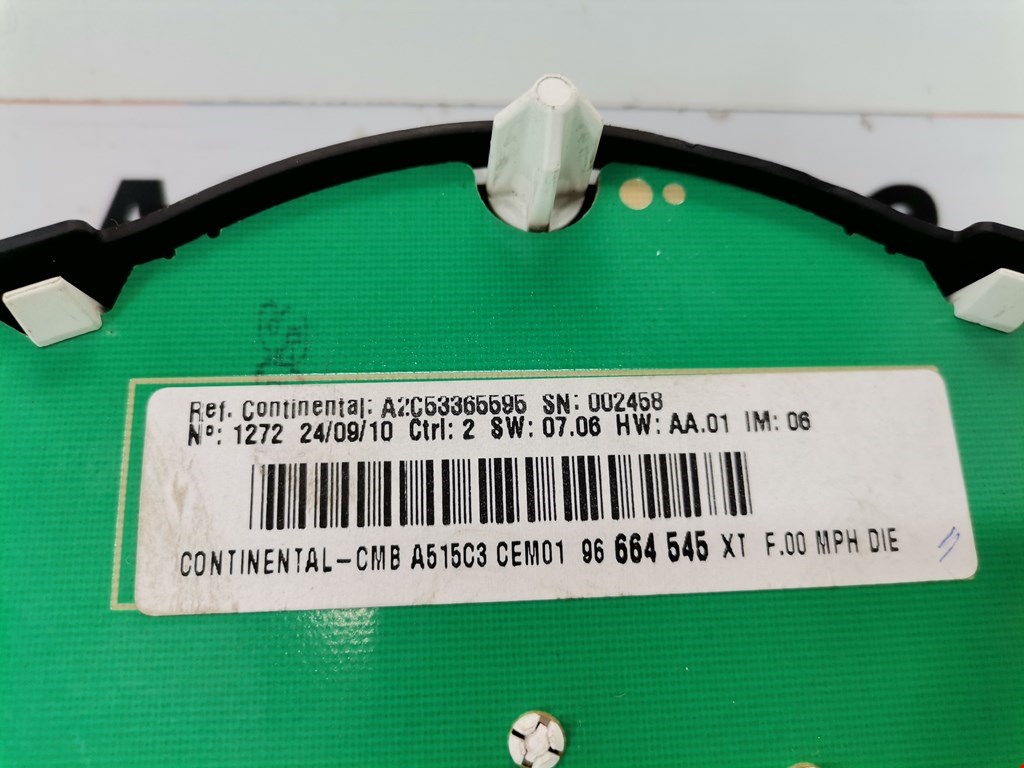 Ref. Continental: A2C53365595 SN: 002458
Nº: 1272 24/09/10 Ctrl: 2 SW: 07.06 HW: AA.01 IM: 06
CONTINENTAL-CMB A515C3 CEM01 96 664 545 XT F.00 MPH DIE